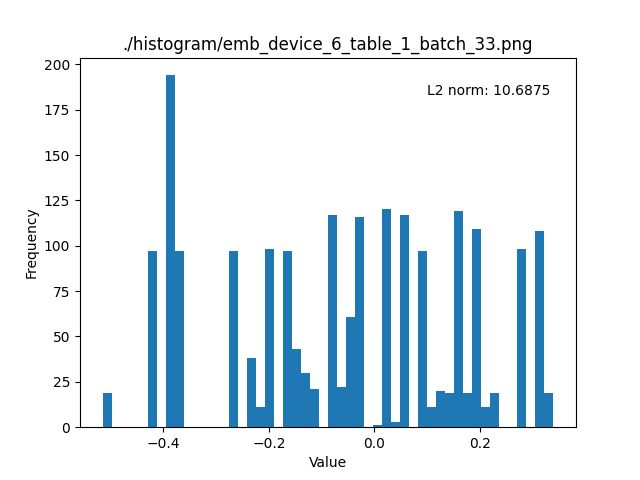 ./histogram/emb_device_6_table_1_batch_33.png
L2 norm: 10.6875
200
175
150
125
100
75
50
25
0
Frequency
−0.4 −0.2 0.0 0.2
Value